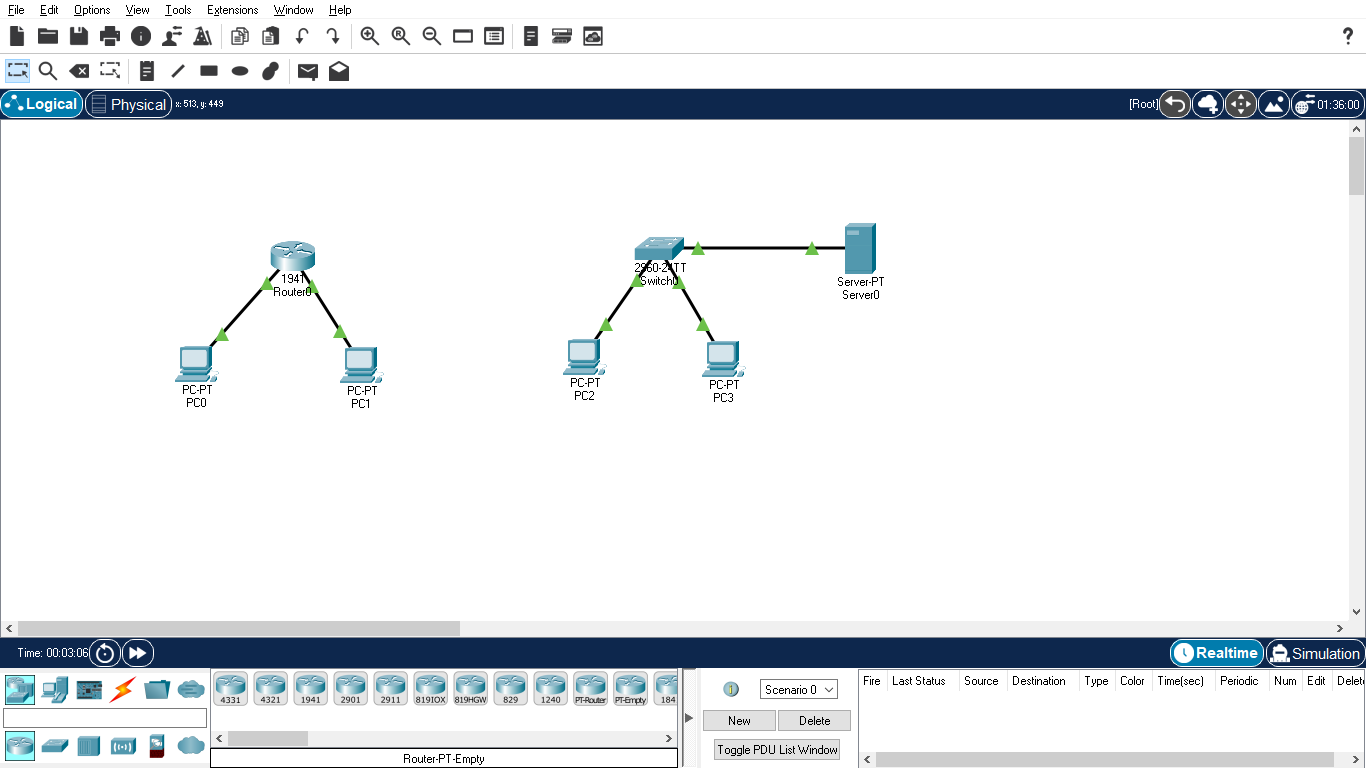 File Edit Options View Tools Extensions Window Help
?
Logical Physical x: 513, y: 449 [Root] 01:36:00
1941
Router0
2960-24TT
Switch0
Server-PT
Server0
PC-PT
PC0
PC-PT
PC1
PC-PT
PC2
PC-PT
PC3
Time: 00:03:06 Realtime Simulation
4331 4321 1941 2901 2911 819IOX 819HGW 829 1240 PT-Router PT-Empty 184
Router-PT-Empty
Scenario 0
New Delete
Toggle PDU List Window
Fire Last Status Source Destination Type Color Time(sec) Periodic Num Edit Delet